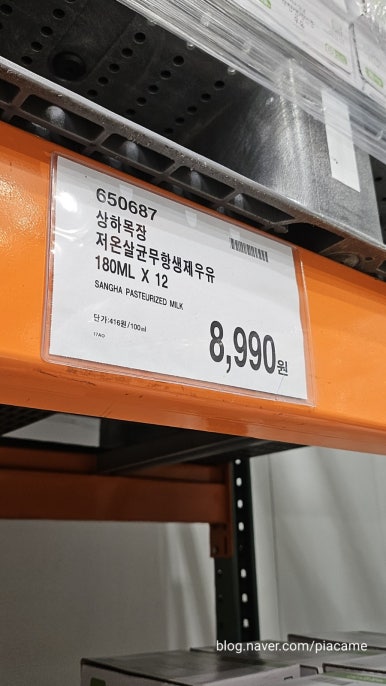 650687
상하목장
저온살균무항생제우유
180ML X 12
SANGHA PASTEURIZED MILK
단가:416원/100ml
8,990원
blog.naver.com/piacame